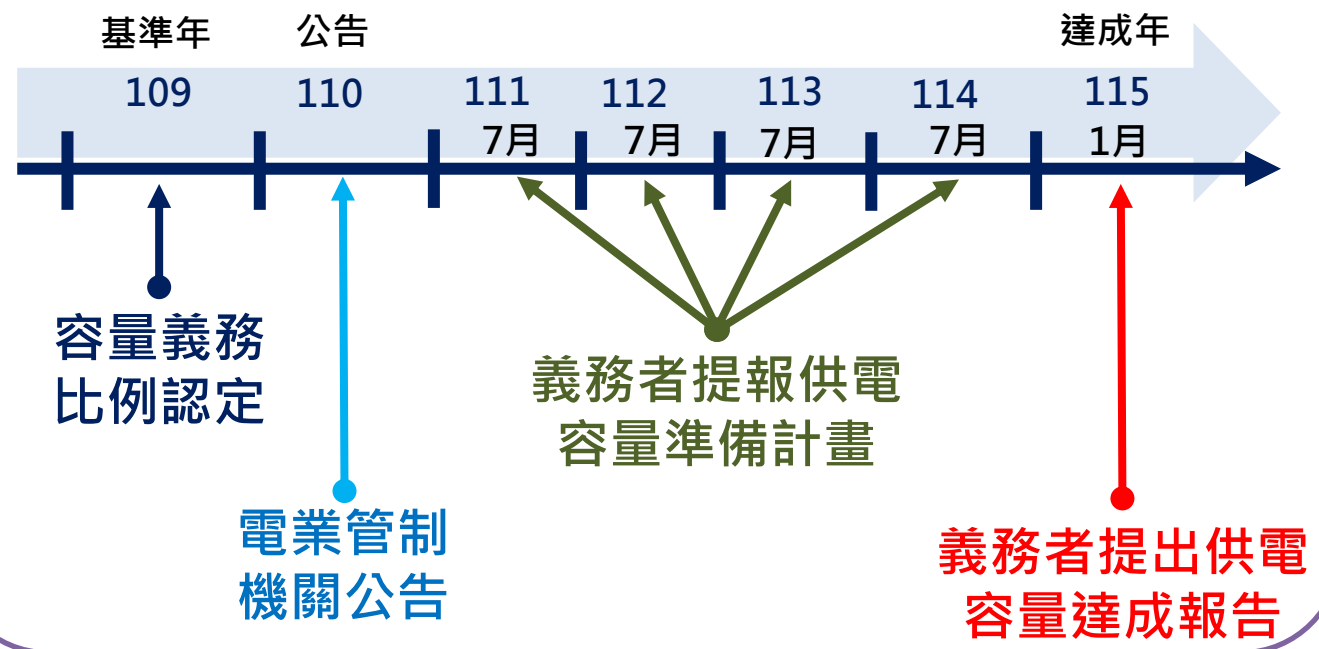 基準年 公告 達成年
109 110 111 112 113 114 115
7月 7月 7月 7月 1月
容量義務
比例認定
義務者提報供電
容量準備計畫
電業管制
機關公告
義務者提出供電
容量達成報告